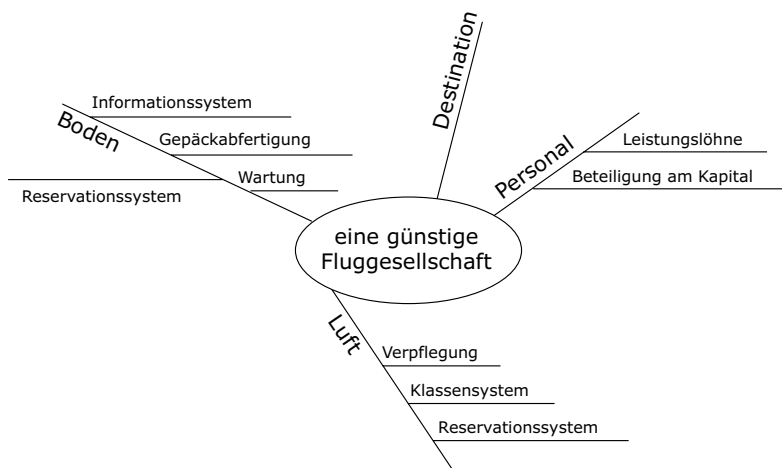 Destination
Informationssystem
Boden
Gepäckabfertigung
Wartung
Reservationssystem
Personal
Leistungslöhne
Beteiligung am Kapital
eine günstige
Fluggesellschaft
Luft
Verpflegung
Klassensystem
Reservationssystem